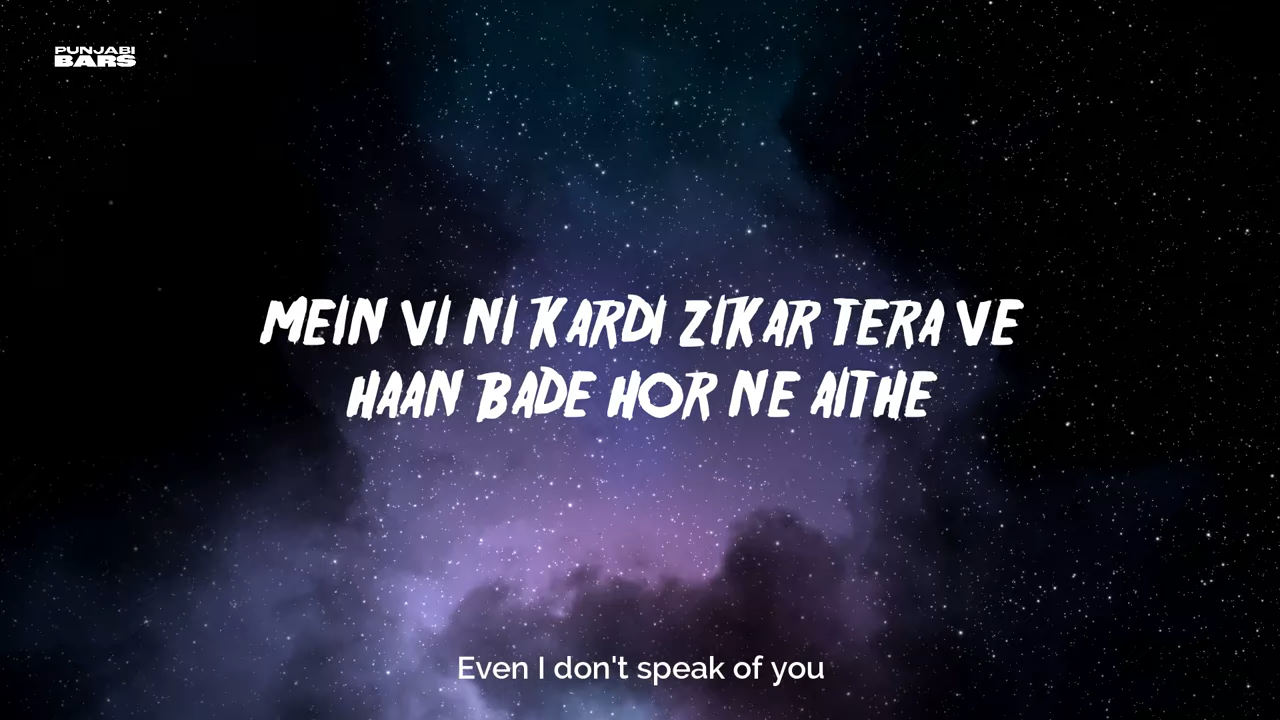 PUNJABI
BARS
MEIN VI NI KARDI ZIKAR TERA VE
HAAN BADE HOR NE AITHE
Even I don't speak of you